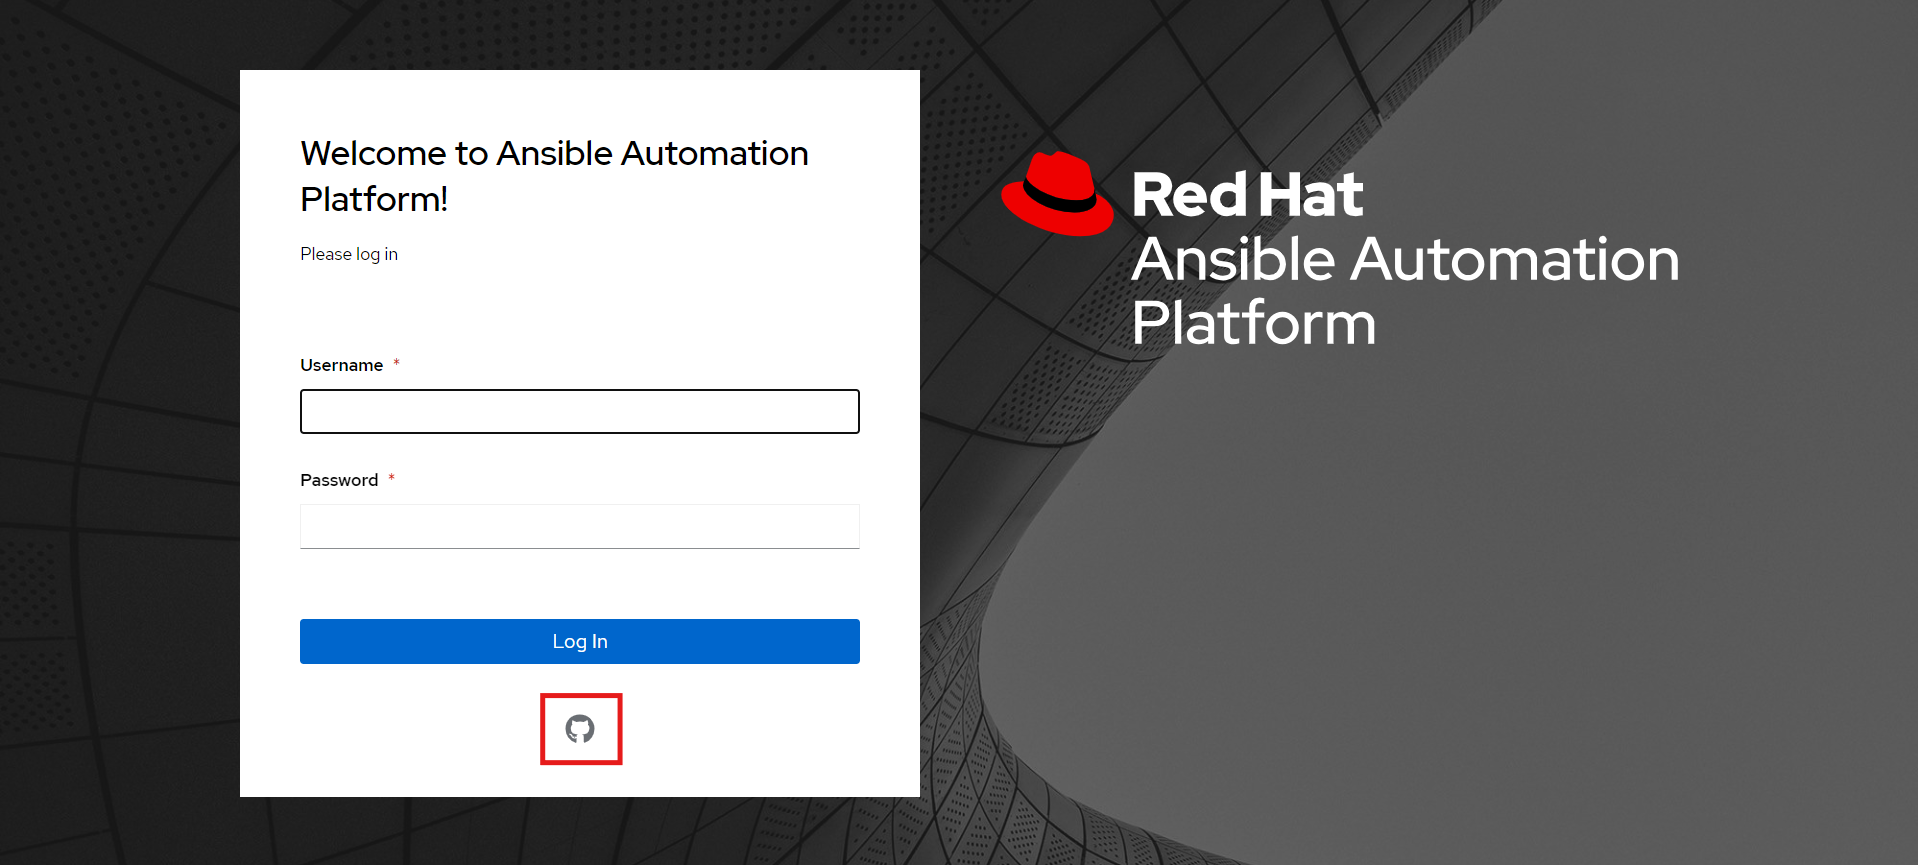 Welcome to Ansible Automation
Platform!
Please log in
Username *
Password *
Log In
Red Hat
Ansible Automation
Platform